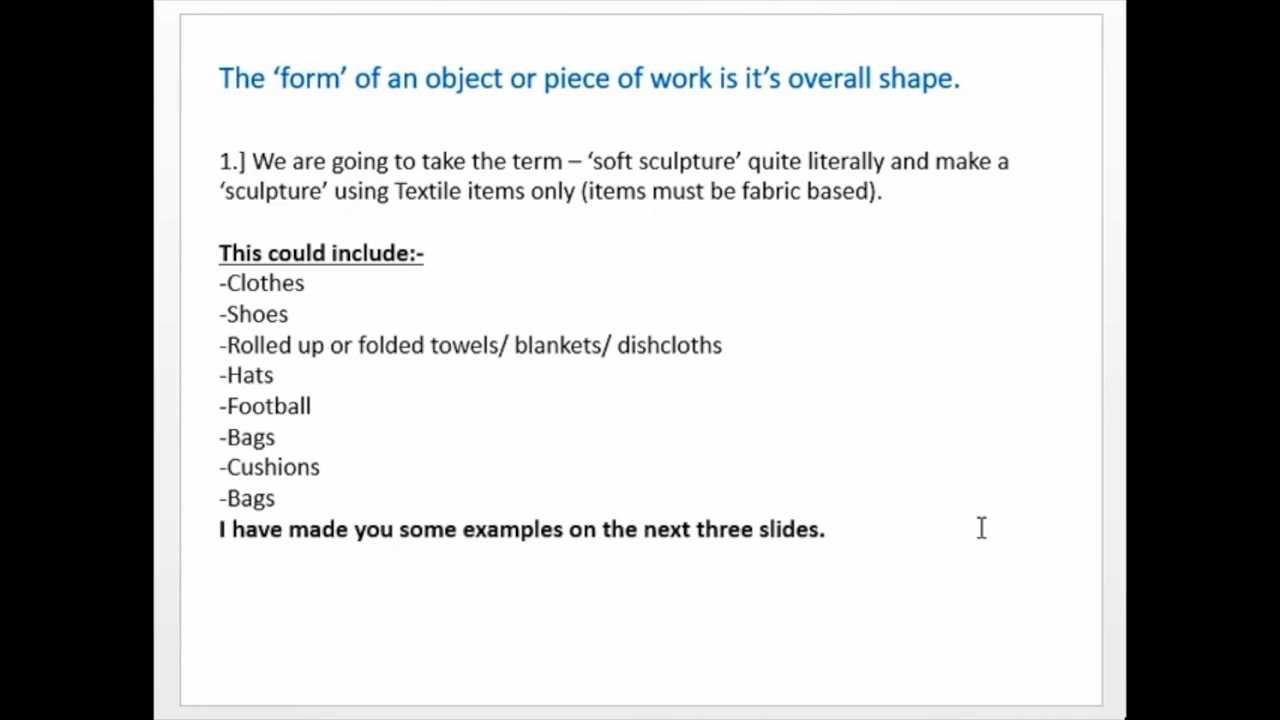 The ‘form’ of an object or piece of work is it’s overall shape.
1.] We are going to take the term – ‘soft sculpture’ quite literally and make a
‘sculpture’ using Textile items only (items must be fabric based).
This could include:-
-Clothes
-Shoes
-Rolled up or folded towels/ blankets/ dishcloths
-Hats
-Football
-Bags
-Cushions
-Bags
I have made you some examples on the next three slides.